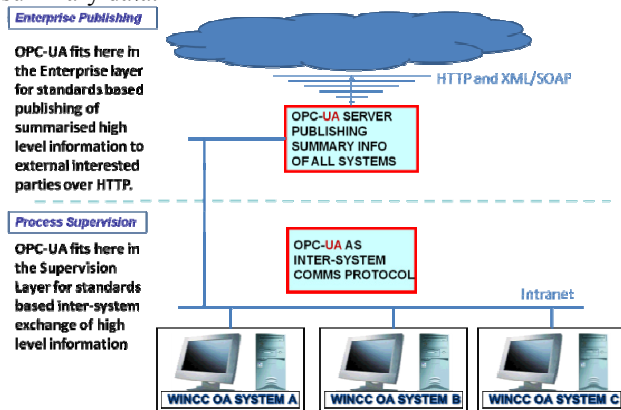 summary data.
Enterprise Publishing
OPC-UA fits here in
the Enterprise layer
for standards based
publishing of
summarised high
level information to
external interested
parties over HTTP.
HTTP and XML/SOAP
OPC-UA SERVER
PUBLISHING
SUMMARY INFO
OF ALL SYSTEMS
Process Supervision
OPC-UA fits here in
the Supervision
Layer for standards
based inter-system
exchange of high
level information
OPC-UA AS
INTER-SYSTEM
COMMS PROTOCOL
Intranet
WINCC OA SYSTEM A
WINCC OA SYSTEM B
WINCC OA SYSTEM C